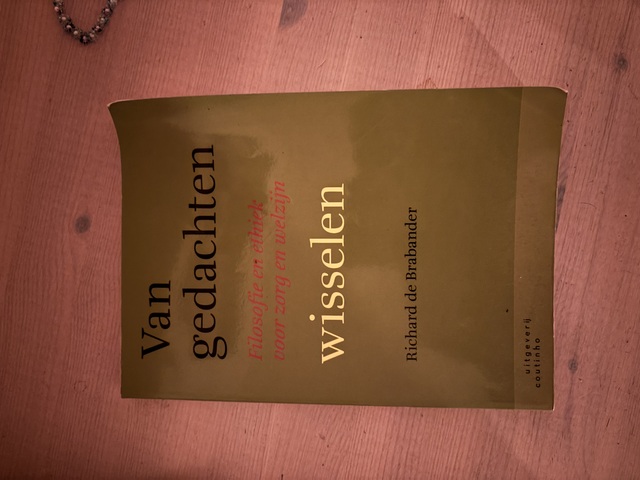 Van
gedachten
Filosofie en ethiek
voor zorg en welzijn
wisselen
Richard de Brabander
uitgeverij
coutinho